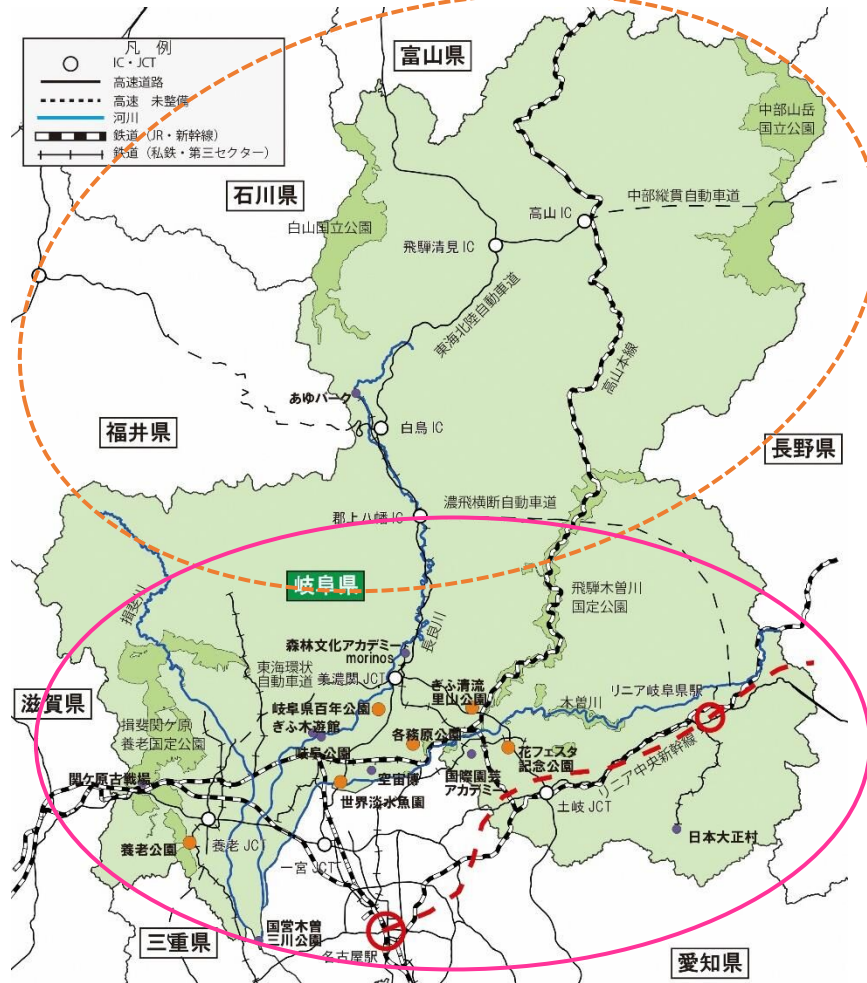 凡 例
IC・JCT
高速道路
高速 未整備
河川
鉄道（JR・新幹線）
鉄道（私鉄・第三セクター）
富山県
中部山岳
国立公園
石川県
中部縦貫自動車道
高山 IC
白山国立公園
飛騨清見 IC
東海北陸自動車道
高山本線
あゆパーク
福井県
白鳥 IC
長野県
濃飛横断自動車道
郡上八幡 IC
岐阜県
飛騨木曽川
国定公園
揖斐川
長良川
森林文化アカデミー
morinos
東海環状
自動車道
美濃関 JCT
ぎふ清流
里山公園
木曽川
リニア岐阜県駅
滋賀県
岐阜県百年公園
ぎふ木遊館
揖斐関ケ原
養老国定公園
各務原公園
岐阜公園
花フェスタ
記念公園
リニア中央新幹線
関ケ原古戦場
空宙博
国際園芸
アカデミー
世界淡水魚園
土岐 JCT
日本大正村
養老公園
養老 JCT
一宮 JCT
国営木曽
三川公園
三重県
名古屋駅
愛知県